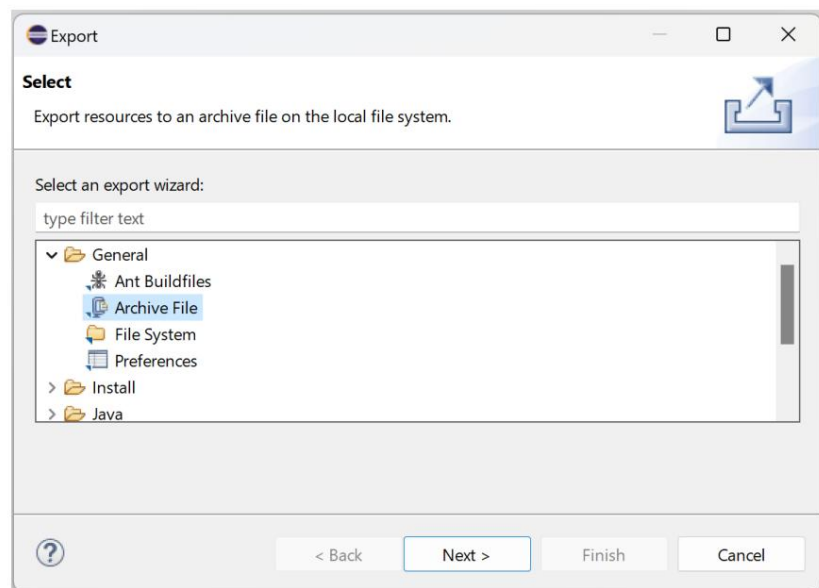 Export
Select
Export resources to an archive file on the local file system.
Select an export wizard:
type filter text
General
Ant Buildfiles
Archive File
File System
Preferences
Install
Java
?
< Back Next > Finish Cancel